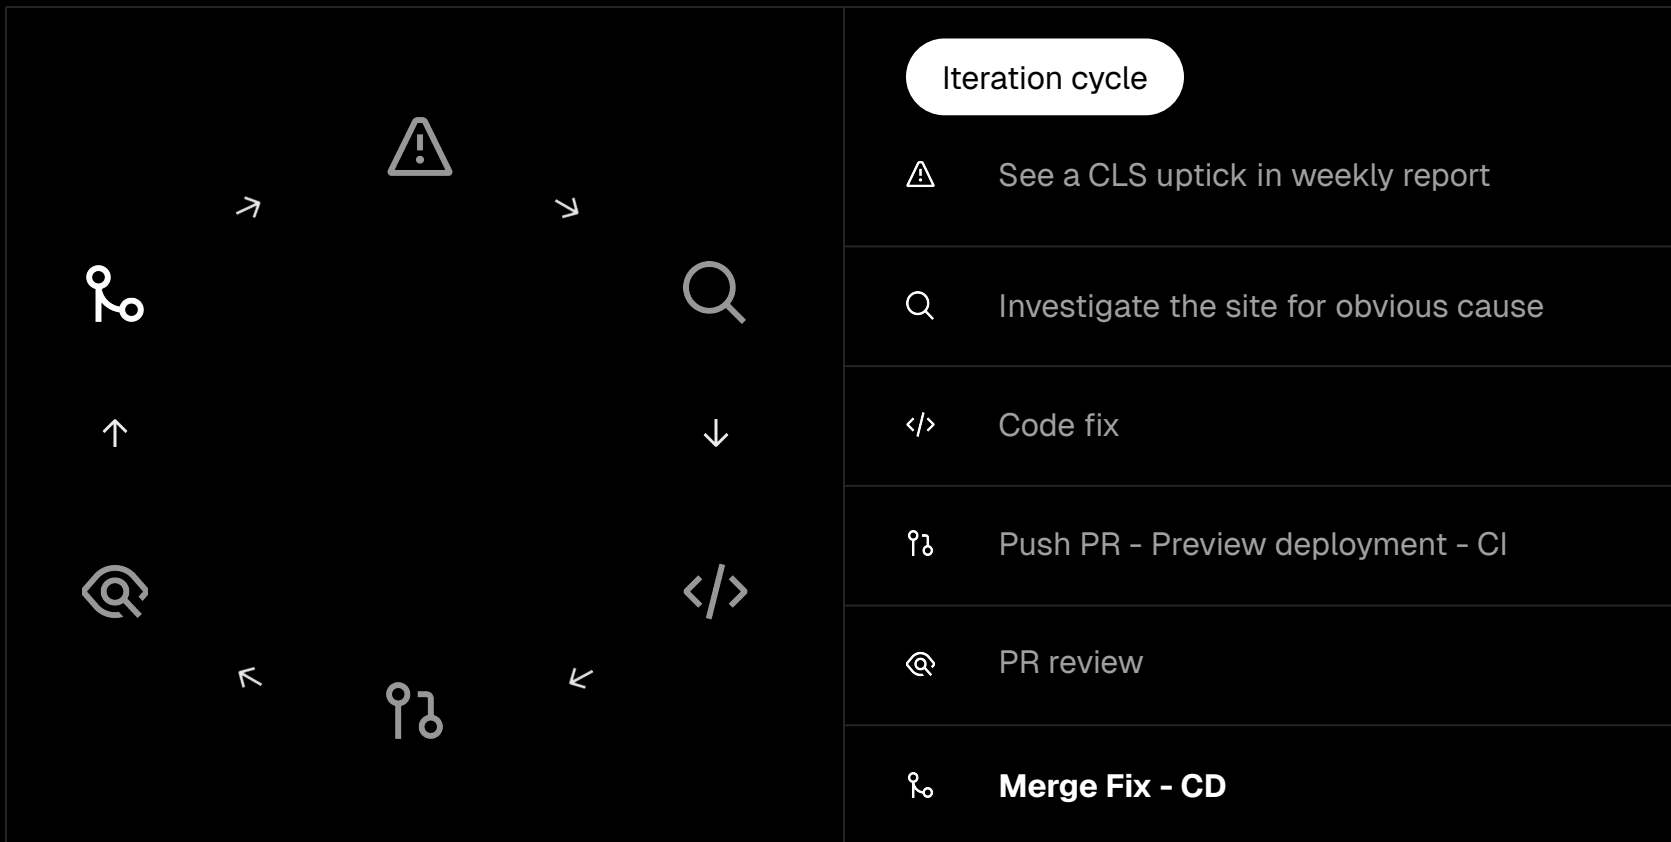 Iteration cycle
See a CLS uptick in weekly report
Investigate the site for obvious cause
Code fix
Push PR - Preview deployment - CI
PR review
Merge Fix - CD